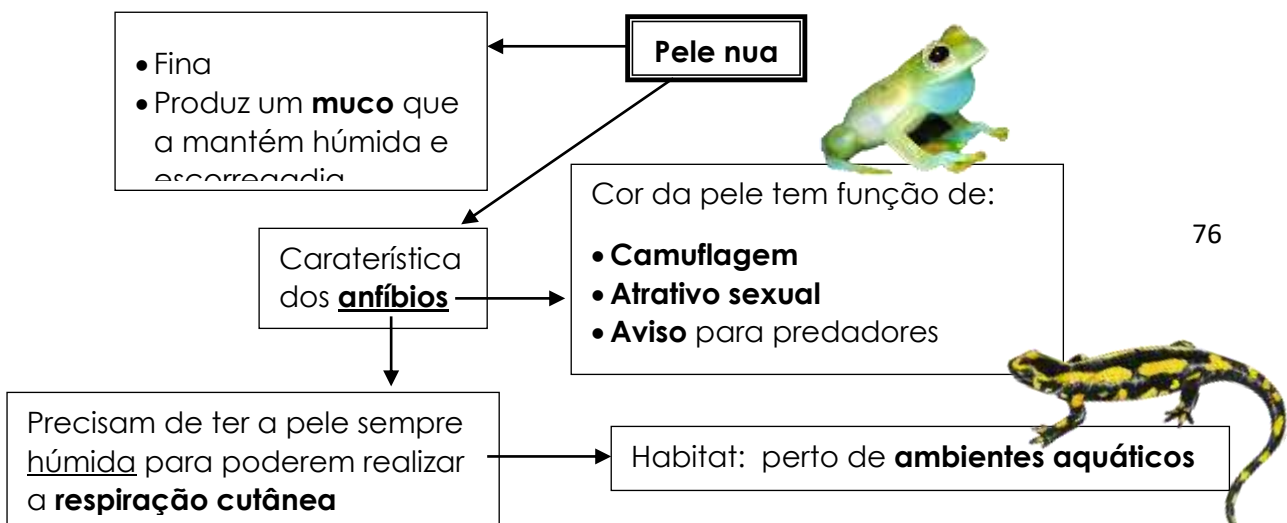 Pele nua
• Fina
• Produz um muco que
a mantém húmida e
escorregadia
Cor da pele tem função de:
• Camuflagem
• Atrativo sexual
• Aviso para predadores
76
Caraterística
dos anfíbios
Precisam de ter a pele sempre
húmida para poderem realizar
a respiração cutânea
Habitat: perto de ambientes aquáticos